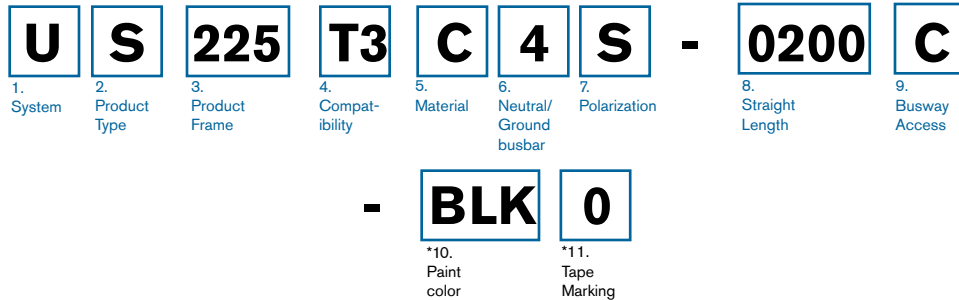 U S 225 T3 C 4 S - 0200 C
1. System
2. Product Type
3. Product Frame
4. Compat-ibility
5. Material
6. Neutral/ Ground busbar
7. Polarization
8. Straight Length
9. Busway Access
- BLK 0
*10. Paint color
*11. Tape Marking